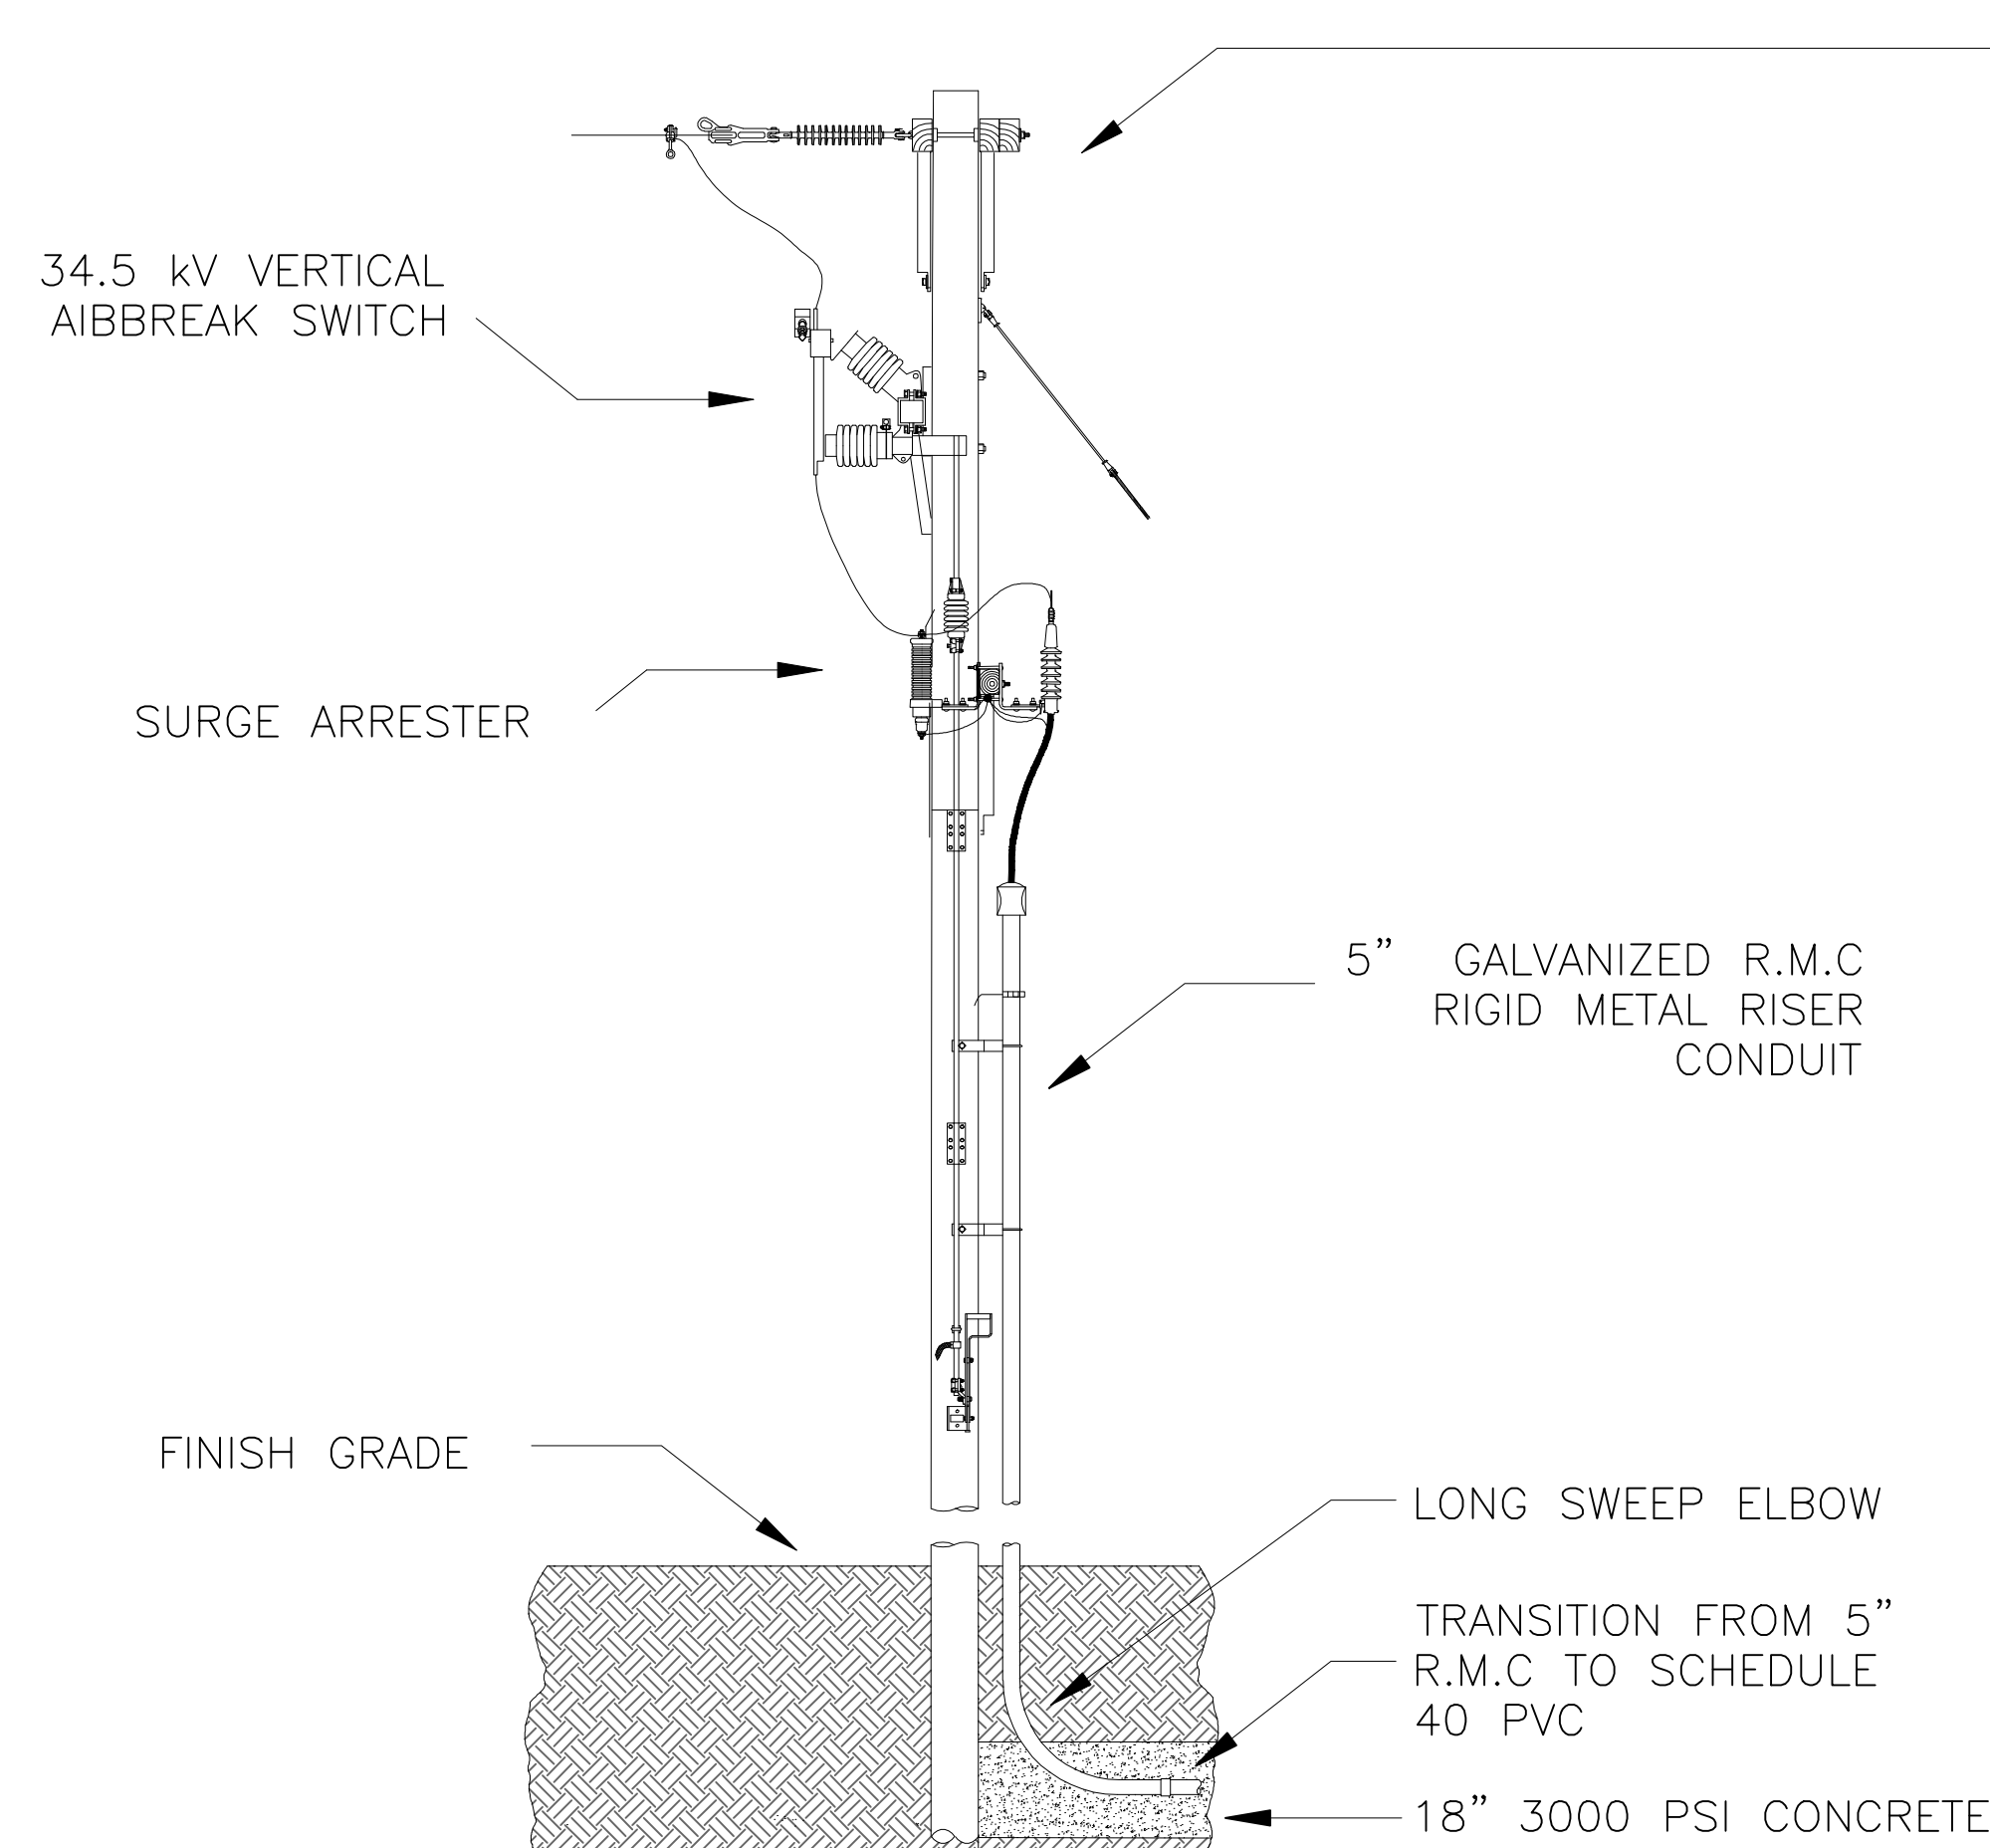 34.5 kV VERTICAL
AIBBREAK SWITCH
SURGE ARRESTER
5” GALVANIZED R.M.C
RIGID METAL RISER
CONDUIT
FINISH GRADE
LONG SWEEP ELBOW
TRANSITION FROM 5”
R.M.C TO SCHEDULE
40 PVC
18” 3000 PSI CONCRETE